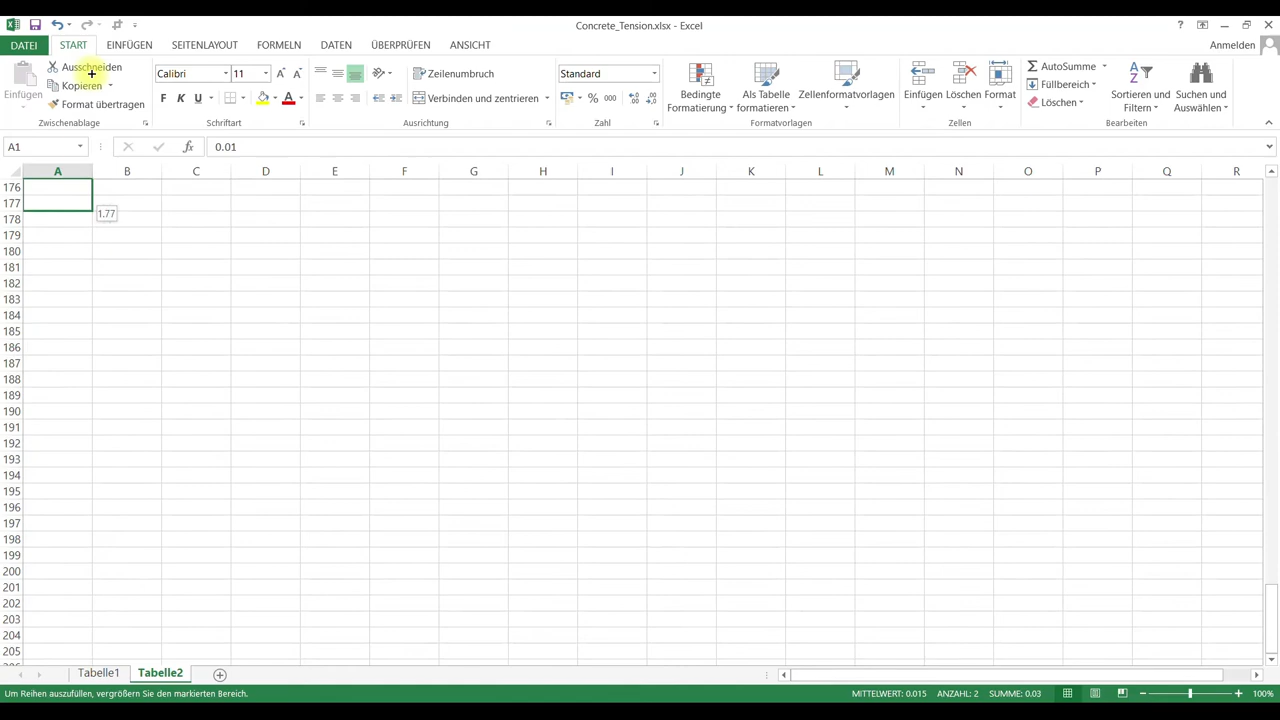 Concrete_Tension.xlsx - Excel
?
DATEI START EINFÜGEN SEITENLAYOUT FORMELN DATEN ÜBERPRÜFEN ANSICHT Anmelden
Einfügen
Ausschneiden
Kopieren
Format übertragen
Zwischenablage
Calibri 11
F K U
Schriftart
Zeilenumbruch
Verbinden und zentrieren
Ausrichtung
Standard
% 000
Zahl
Bedingte Formatierung
Als Tabelle formatieren
Zellenformatvorlagen
Formatvorlagen
Einfügen Löschen Format
Zellen
AutoSumme
Füllbereich
Löschen
Sortieren und Filtern
Suchen und Auswählen
Bearbeiten
A1 fx 0.01
A B C D E F G H I J K L M N O P Q R
176
177
1.77
178
179
180
181
182
183
184
185
186
187
188
189
190
191
192
193
194
195
196
197
198
199
200
201
202
203
204
205
Tabelle1 Tabelle2
Um Reihen auszufüllen, vergrößern Sie den markierten Bereich. MITTELWERT: 0.015 ANZAHL: 2 SUMME: 0.03 100%